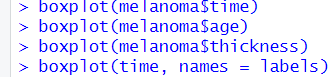 > boxplot(melanoma$time)
> boxplot(melanoma$age)
> boxplot(melanoma$thickness)
> boxplot(time, names = labels)